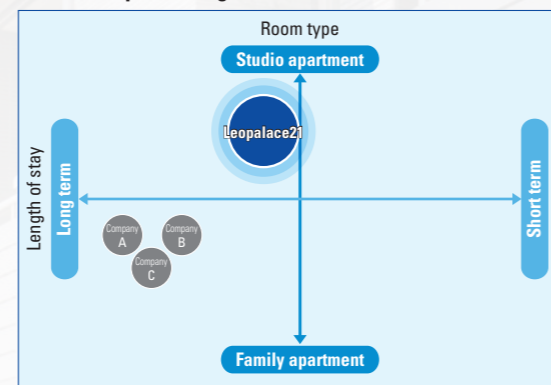 Room type
Studio apartment
Leopalace21
Length of stay
Long term
Short term
Company
A
Company
B
Company
C
Family apartment